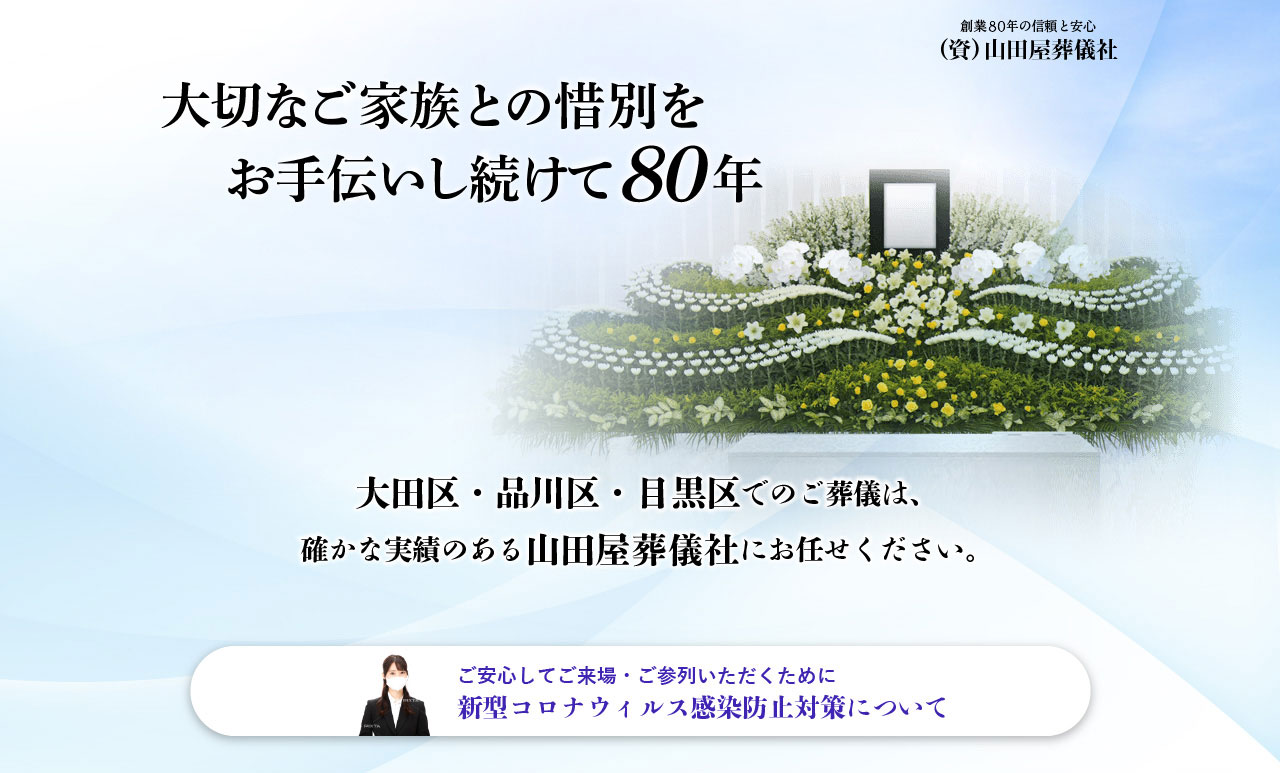 創業80年の信頼と安心
（資）山田屋葬儀社
大切なご家族との惜別を
お手伝いし続けて80年
大田区・品川区・目黒区でのご葬儀は、
確かな実績のある山田屋葬儀社にお任せください。
ご安心してご来場・ご参列いただくために
新型コロナウィルス感染防止対策について